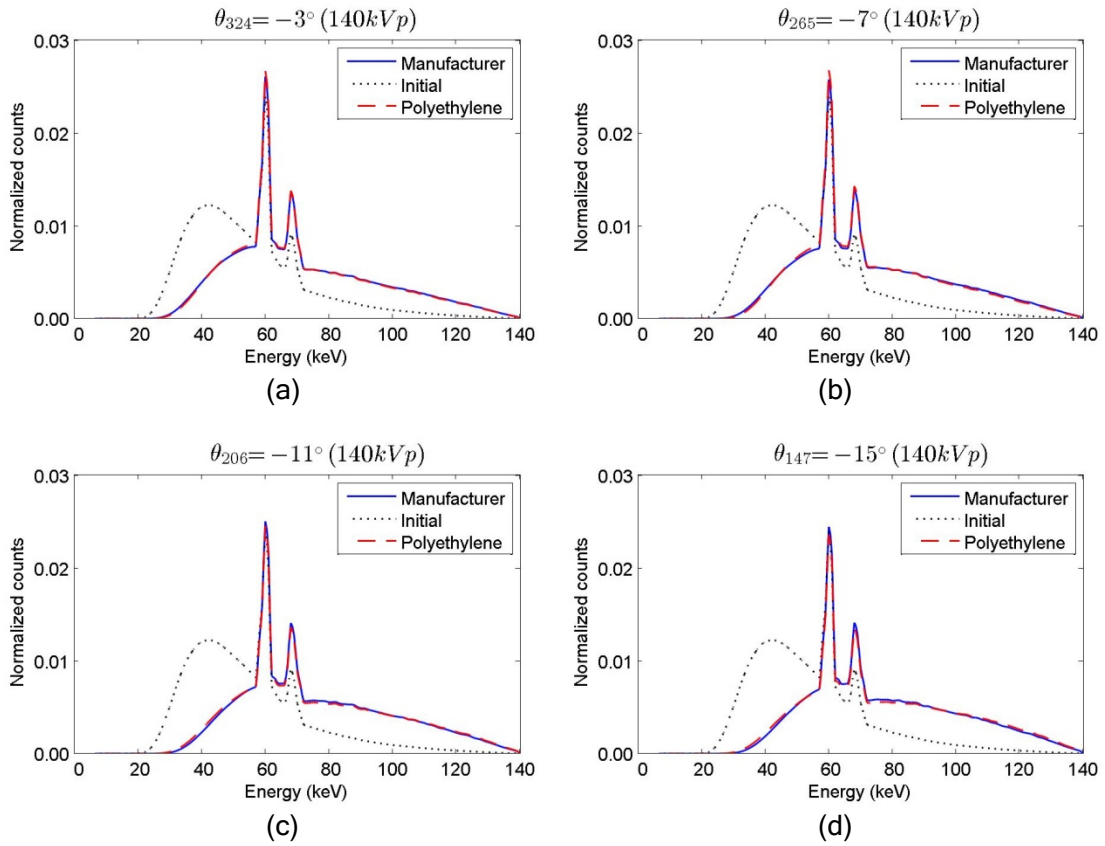 θ₃₂₄= −3° (140kVp)
0.03
0.02
0.01
0.00
Normalized counts
Manufacturer
Initial
Polyethylene
0 20 40 60 80 100 120 140
Energy (keV)
(a)
θ₂₆₅= −7° (140kVp)
0.03
0.02
0.01
0.00
Normalized counts
Manufacturer
Initial
Polyethylene
0 20 40 60 80 100 120 140
Energy (keV)
(b)
θ₂₀₆= −11° (140kVp)
0.03
0.02
0.01
0.00
Normalized counts
Manufacturer
Initial
Polyethylene
0 20 40 60 80 100 120 140
Energy (keV)
(c)
θ₁₄₇= −15° (140kVp)
0.03
0.02
0.01
0.00
Normalized counts
Manufacturer
Initial
Polyethylene
0 20 40 60 80 100 120 140
Energy (keV)
(d)